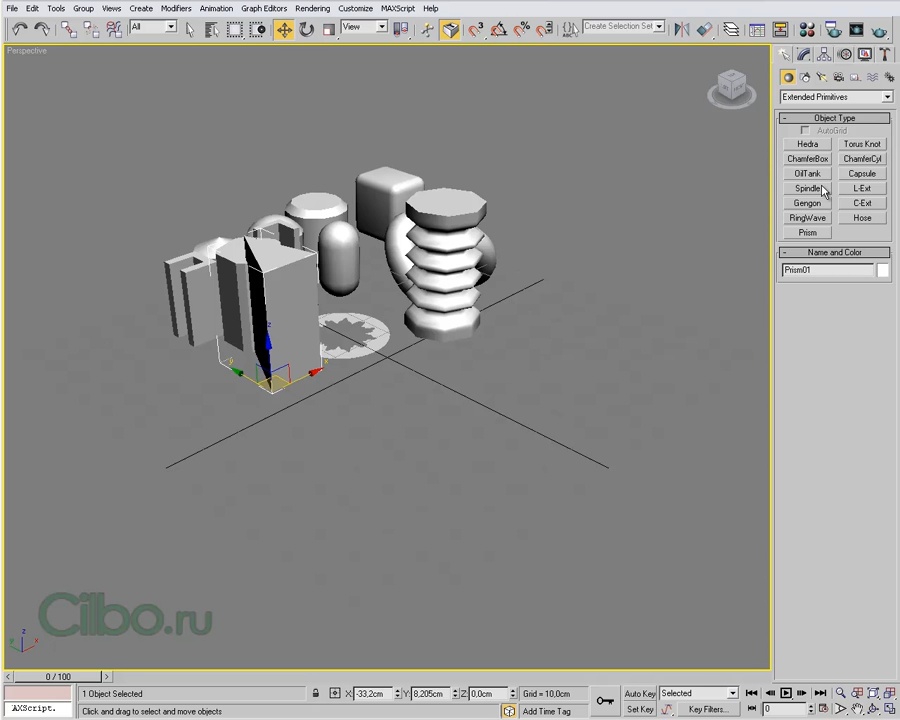 File Edit Tools Group Views Create Modifiers Animation Graph Editors Rendering Customize MAXScript Help
All View Create Selection Set
Perspective
Extended Primitives
- Object Type
AutoGrid
Hedra Torus Knot
ChamferBox ChamferCyl
OilTank Capsule
Spindle L-Ext
Gengon C-Ext
RingWave Hose
Prism
- Name and Color
Prism01
z
x
y
Cilbo.ru
z
x
y
0 / 100
1 Object Selected X: -33,2cm Y: 8,205cm Z: 0,0cm Grid = 10,0cm Auto Key Selected
'AXScript. Click and drag to select and move objects Add Time Tag Set Key Key Filters... 0